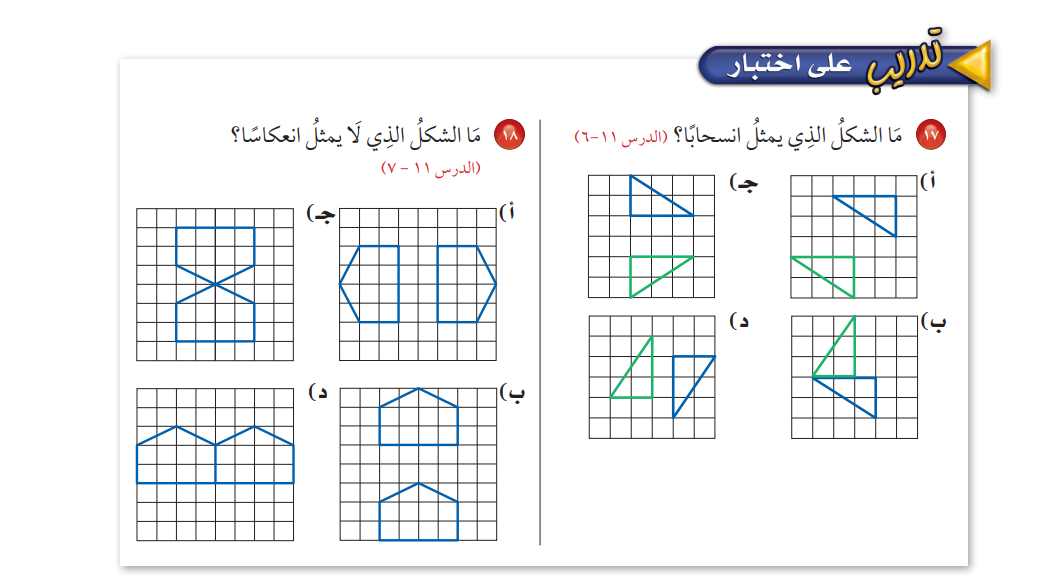 تدريب على اختبار
١٧ مَا الشكلُ الذِي يمثلُ انسحابًا؟ (الدرس ١١-٦)
أ)
جـ)
ب)
د)
١٨ مَا الشكلُ الذِي لَا يمثلُ انعكاسًا؟
(الدرس ١١ - ٧)
أ)
جـ)
ب)
د)